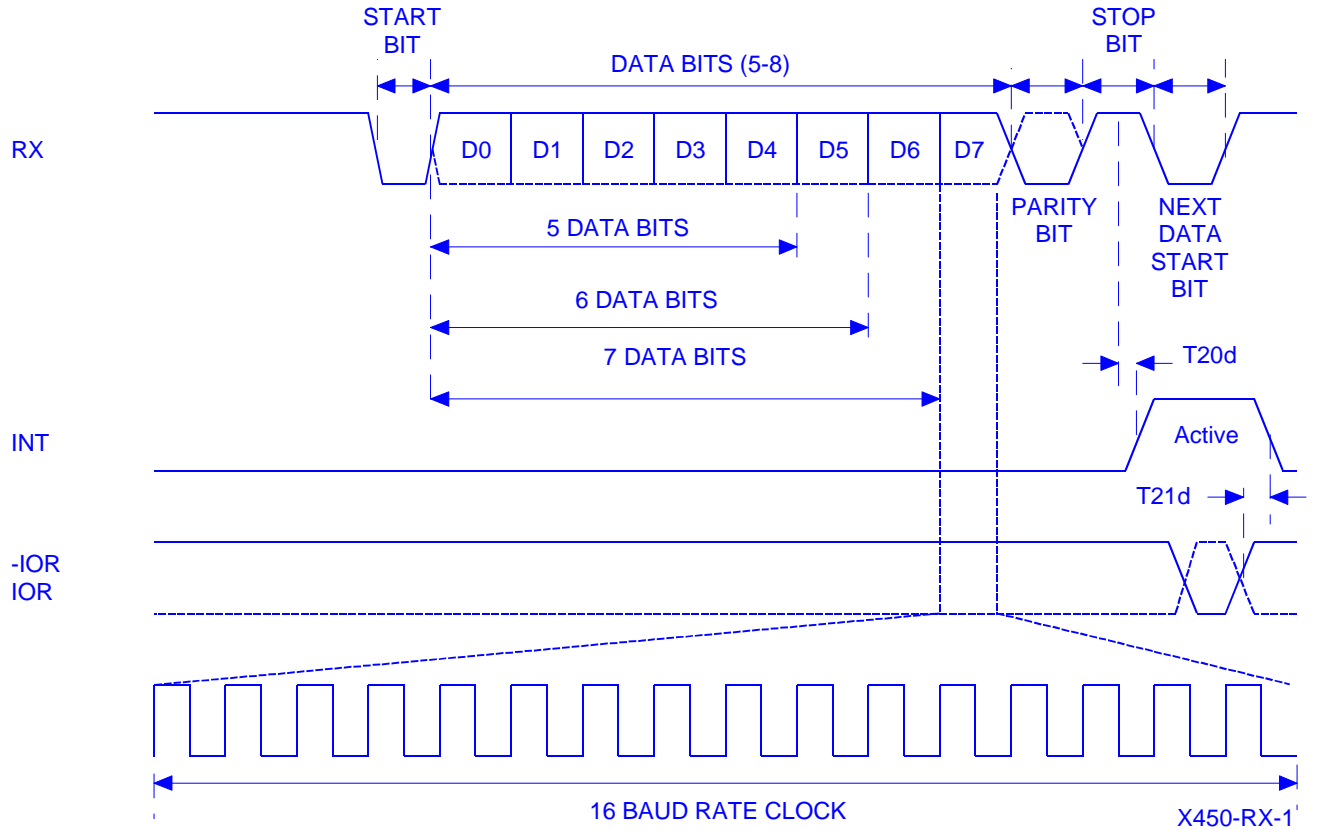 START
BIT
DATA BITS (5-8)
STOP
BIT
RX
D0
D1
D2
D3
D4
D5
D6
D7
PARITY
BIT
NEXT
DATA
START
BIT
5 DATA BITS
6 DATA BITS
7 DATA BITS
T20d
INT
Active
T21d
-IOR
IOR
16 BAUD RATE CLOCK
X450-RX-1